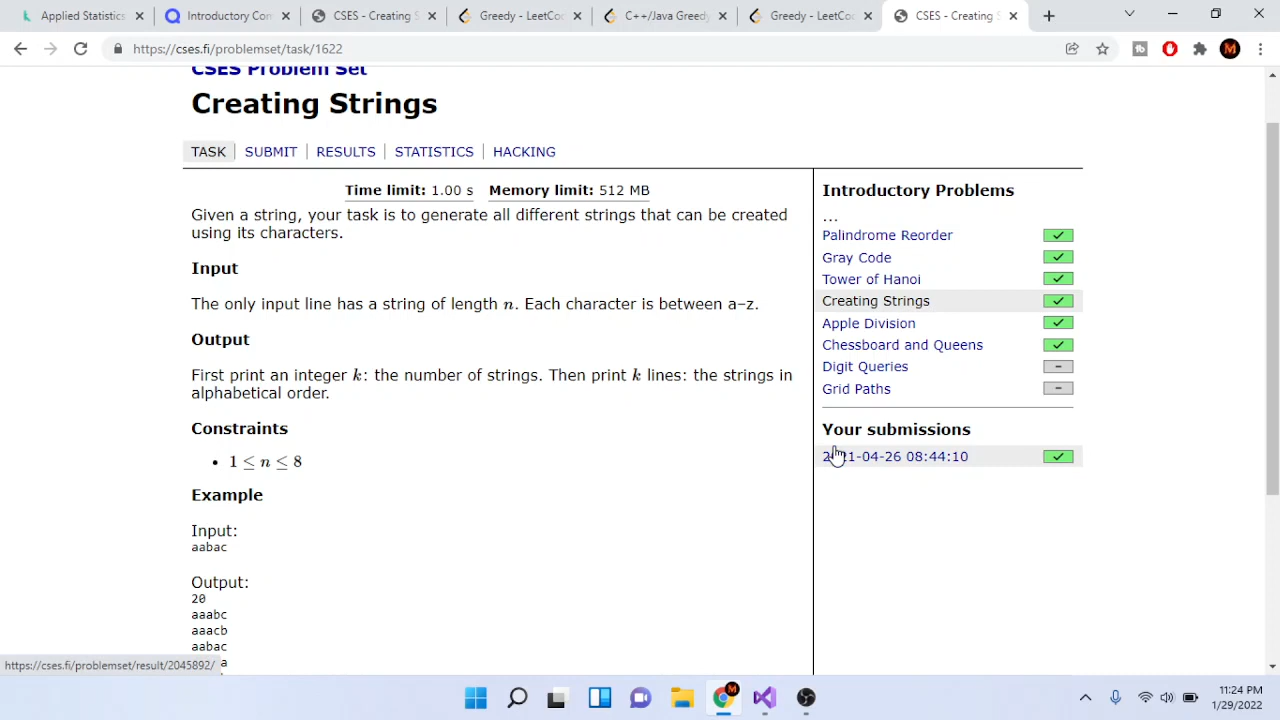 Applied Statistics
Introductory Con
CSES - Creating S
Greedy - LeetCo
C++/Java Greed
Greedy - LeetCo
CSES - Creating S
https://cses.fi/problemset/task/1622
M
CSES Problem Set
Creating Strings
TASK
SUBMIT
RESULTS
STATISTICS
HACKING
Time limit: 1.00 s Memory limit: 512 MB
Given a string, your task is to generate all different strings that can be created
using its characters.
Input
The only input line has a string of length n. Each character is between a–z.
Output
First print an integer k: the number of strings. Then print k lines: the strings in
alphabetical order.
Constraints
• 1 ≤ n ≤ 8
Example
Input:
aabac
Output:
20
aaabc
aaacb
aabac
a
Introductory Problems
...
Palindrome Reorder
Gray Code
Tower of Hanoi
Creating Strings
Apple Division
Chessboard and Queens
Digit Queries
Grid Paths
Your submissions
2021-04-26 08:44:10
https://cses.fi/problemset/result/2045892/
M
11:24 PM
1/29/2022